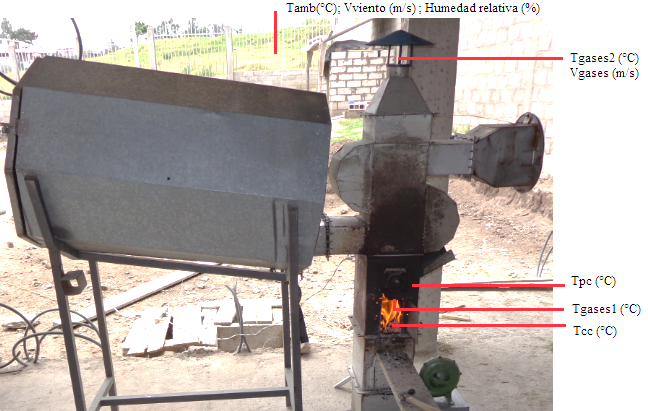 Tamb(°C); Vviento (m/s) ; Humedad relativa (%)
Tgases2 (°C)
Vgases (m/s)
Tpc (°C)
Tgases1 (°C)
Tcc (°C)